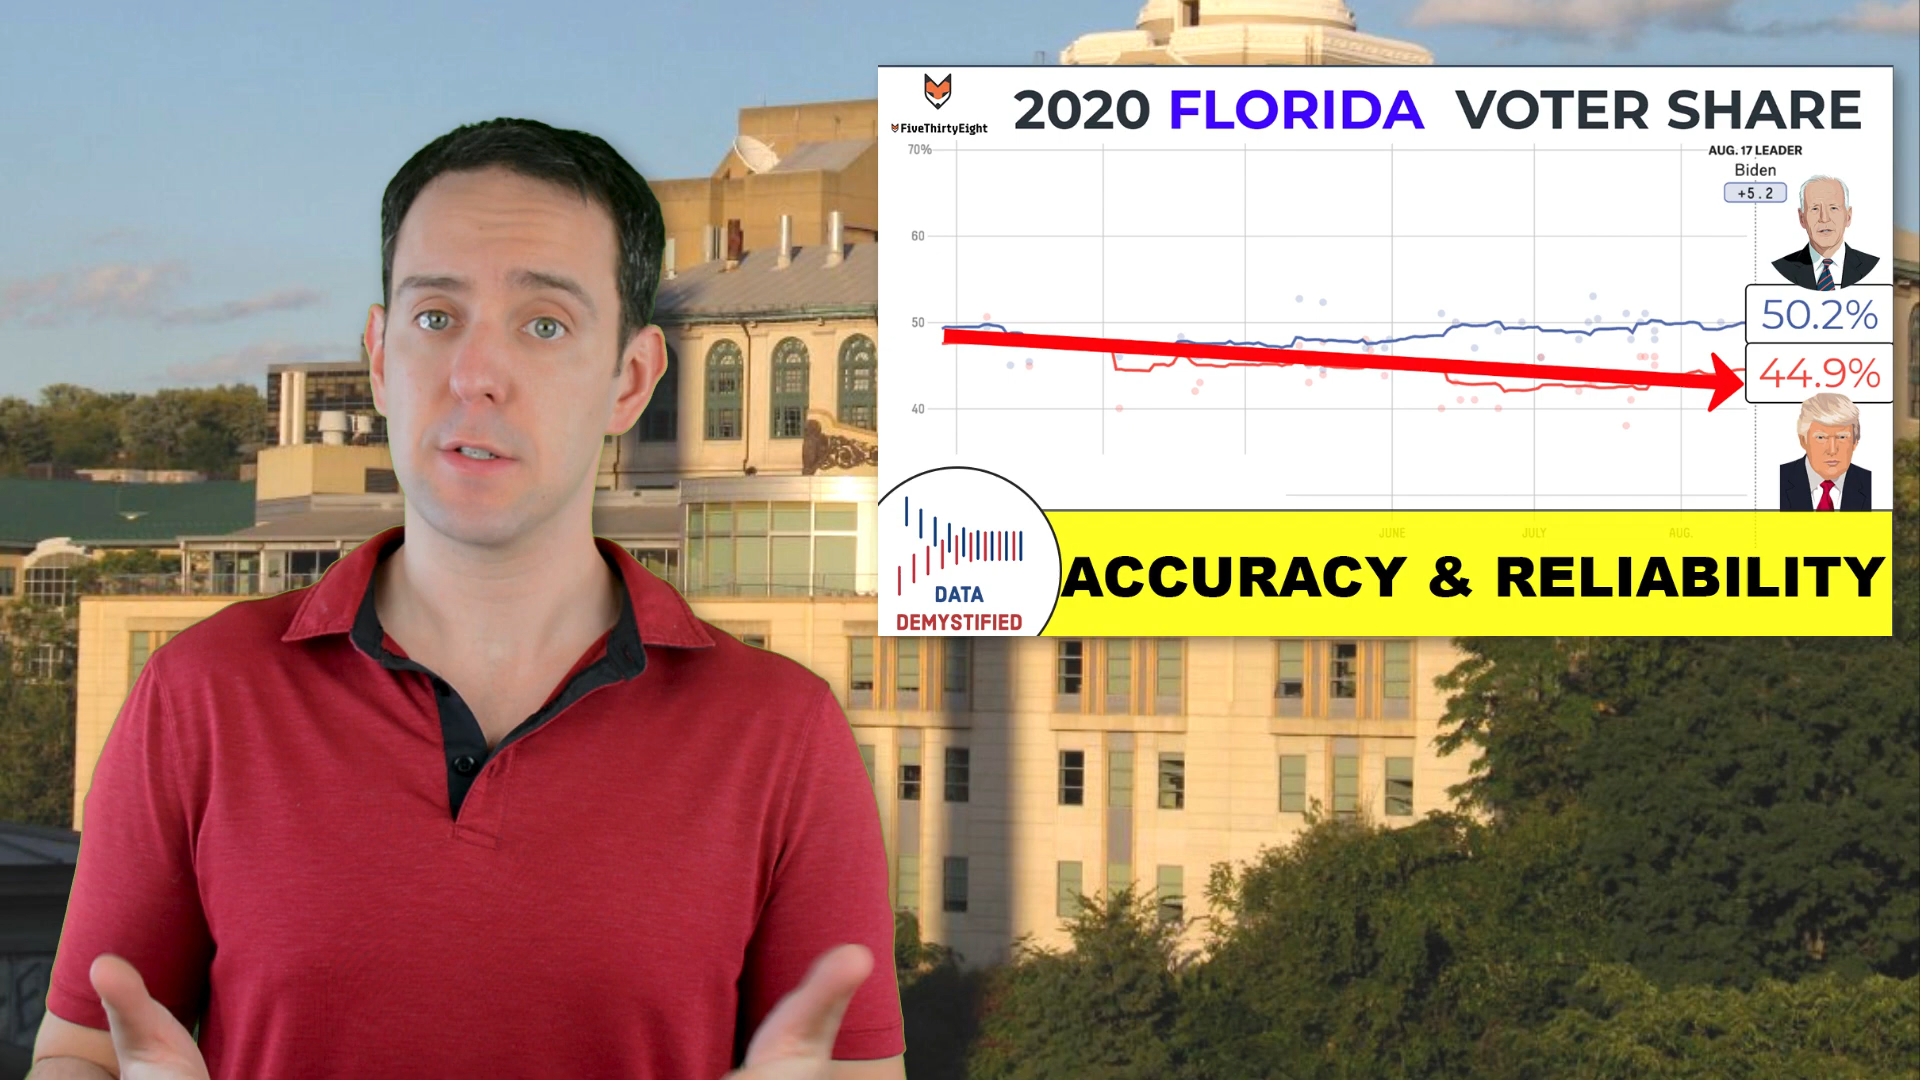 FiveThirtyEight
2020 FLORIDA VOTER SHARE
70%
60
50
40
AUG. 17 LEADER
Biden
+5.2
50.2%
44.9%
JUNE JULY AUG.
DATA
DEMYSTIFIED
ACCURACY & RELIABILITY